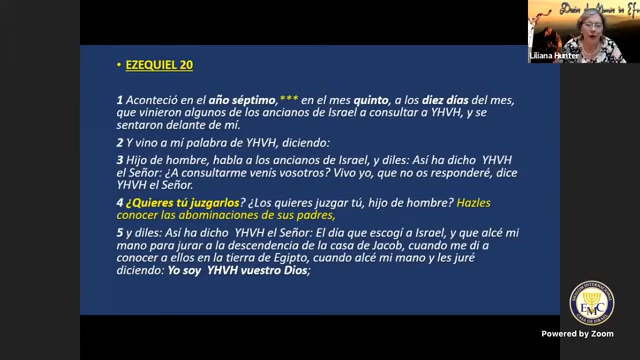 Liliana Hunter
• EZEQUIEL 20
1 Aconteció en el año séptimo,*** en el mes quinto, a los diez días del mes,
que vinieron algunos de los ancianos de Israel a consultar a YHVH, y se
sentaron delante de mí.
2 Y vino a mí palabra de YHVH, diciendo:
3 Hijo de hombre, habla a los ancianos de Israel, y diles: Así ha dicho YHVH
el Señor: ¿A consultarme venís vosotros? Vivo yo, que no os responderé, dice
YHVH el Señor.
4 ¿Quieres tú juzgarlos? ¿Los quieres juzgar tú, hijo de hombre? Hazles
conocer las abominaciones de sus padres,
5 y diles: Así ha dicho YHVH el Señor: El día que escogí a Israel, y que alcé mi
mano para jurar a la descendencia de la casa de Jacob, cuando me di a
conocer a ellos en la tierra de Egipto, cuando alcé mi mano y les juré
diciendo: Yo soy YHVH vuestro Dios;
EMC
Powered by Zoom